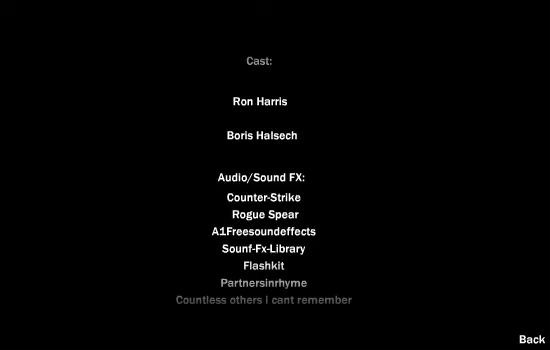 Cast:
Ron Harris
Boris Halsech
Audio/Sound FX:
Counter-Strike
Rogue Spear
A1Freesoundeffects
Sounf-Fx-Library
Flashkit
Partnersinrhyme
Countless others i cant remember
Back